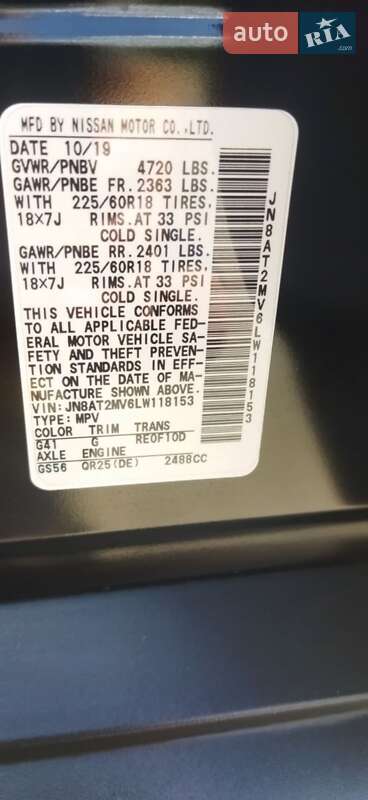 auto RIA.com
MFD BY NISSAN MOTOR CO.,LTD.
DATE 10/19
GVWR/PNBV 4720 LBS.
GAWR/PNBE FR. 2363 LBS.
WITH 225/60R18 TIRES,
18X7J RIMS.AT 33 PSI
COLD SINGLE.
GAWR/PNBE RR. 2401 LBS.
WITH 225/60R18 TIRES,
18X7J RIMS.AT 33 PSI
COLD SINGLE.
THIS VEHICLE CONFORMS
TO ALL APPLICABLE FED-
ERAL MOTOR VEHICLE SA-
FETY AND THEFT PREVEN-
TION STANDARDS IN EFF-
ECT ON THE DATE OF MA-
NUFACTURE SHOWN ABOVE.
VIN: JN8AT2MV6LW118153
TYPE: MPV
COLOR TRIM TRANS
G41 G RE0F10D
AXLE ENGINE
GS56 QR25(DE) 2488CC
JN8AT2MV6LW118153